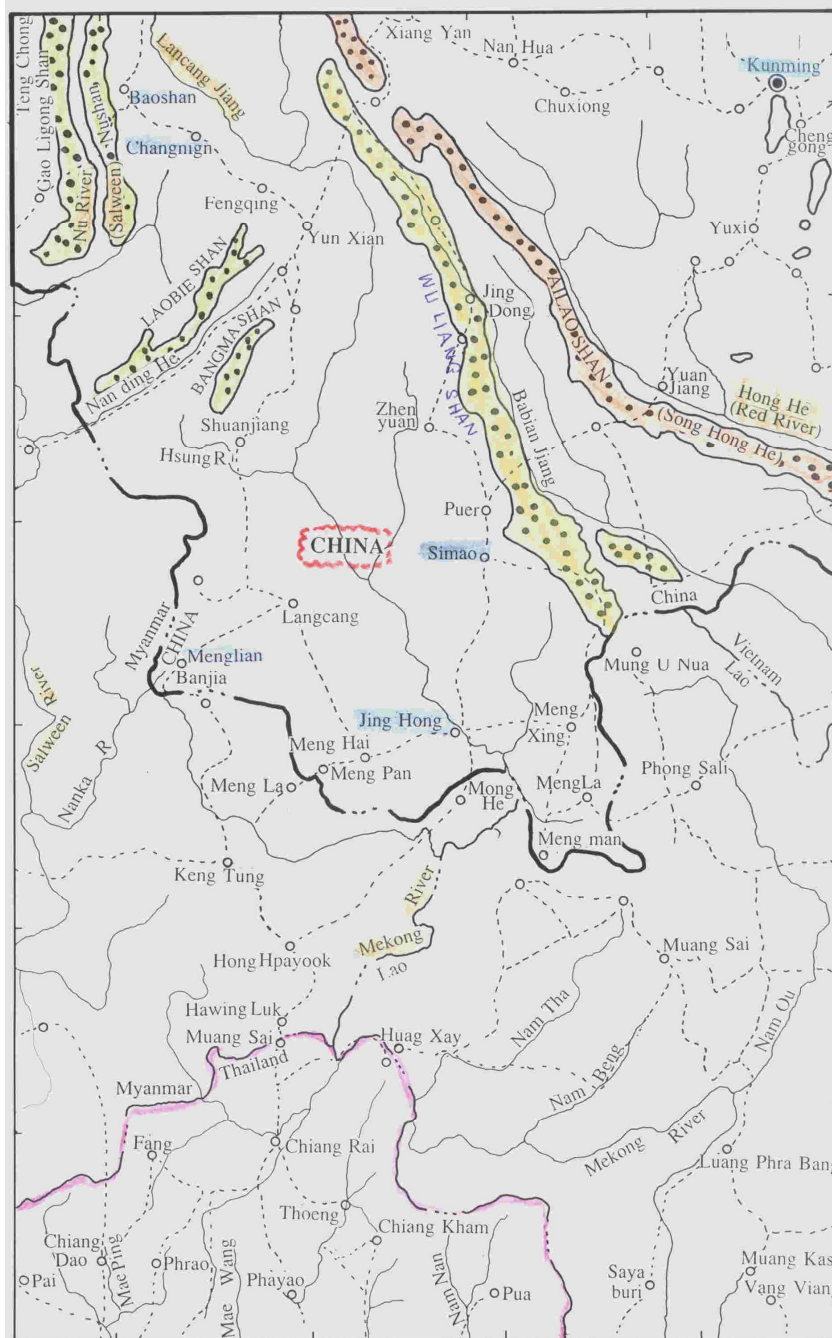 Teng Chong
Gao Ligong Shan
Nushan
Nu River
(Salween)
Lancang Jiang
Baoshan
Changnign
Xiang Yan
Nan Hua
Chuxiong
Kunming
Cheng
gong
Fengqing
Yun Xian
Yuxi
LAOBIE SHAN
BANGMA SHAN
Nan ding He
WU LIANG SHAN
Jing
Dong
AILAO SHAN
Yuan
Jiang
Hong He
(Red River)
(Song Hong He)
Babian Jiang
Zhen
yuan
Shuanjiang
Hsung R
Puer
CHINA
Simao
China
Langcang
Myanmar
CHINA
Menglian
Banjia
Vietnam
Lao
Mung U Nua
Salween River
Nanka R
Jing Hong
Meng
Xing
Meng Hai
Meng Pan
Meng La
Mong
He
MengLa
Phong Sali
Meng man
Keng Tung
Mekong River
Lao
Hong Hpayook
Muang Sai
Nam Tha
Nam Ou
Hawing Luk
Muang Sai
Thailand
Huag Xay
Myanmar
Nam Beng
Mekong River
Fang
Chiang Rai
Luang Phra Bang
Thoeng
Chiang Kham
Chiang
Dao
Mae Ping
Phrao
Mae Wang
Phayao
Nam Nan
Pua
Pai
Saya
buri
Muang Kas
Vang Vian